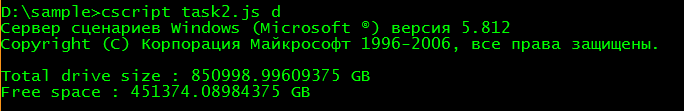 D:\sample>cscript task2.js d
Сервер сценариев Windows (Microsoft ®) версия 5.812
Copyright (C) Корпорация Майкрософт 1996-2006, все права защищены.
Total drive size : 850998.99609375 GB
Free space : 451374.08984375 GB